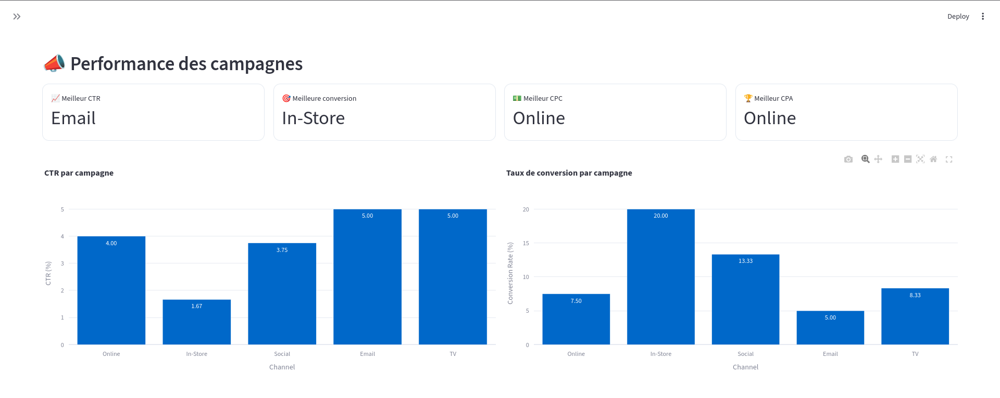 Deploy
Performance des campagnes
Meilleur CTR
Email
Meilleure conversion
In-Store
Meilleur CPC
Online
Meilleur CPA
Online
CTR par campagne
CTR (%)
5
4
3
2
1
0
4.00
1.67
3.75
5.00
5.00
Online
In-Store
Social
Email
TV
Channel
Taux de conversion par campagne
Conversion Rate (%)
20
15
10
5
0
7.50
20.00
13.33
5.00
8.33
Online
In-Store
Social
Email
TV
Channel